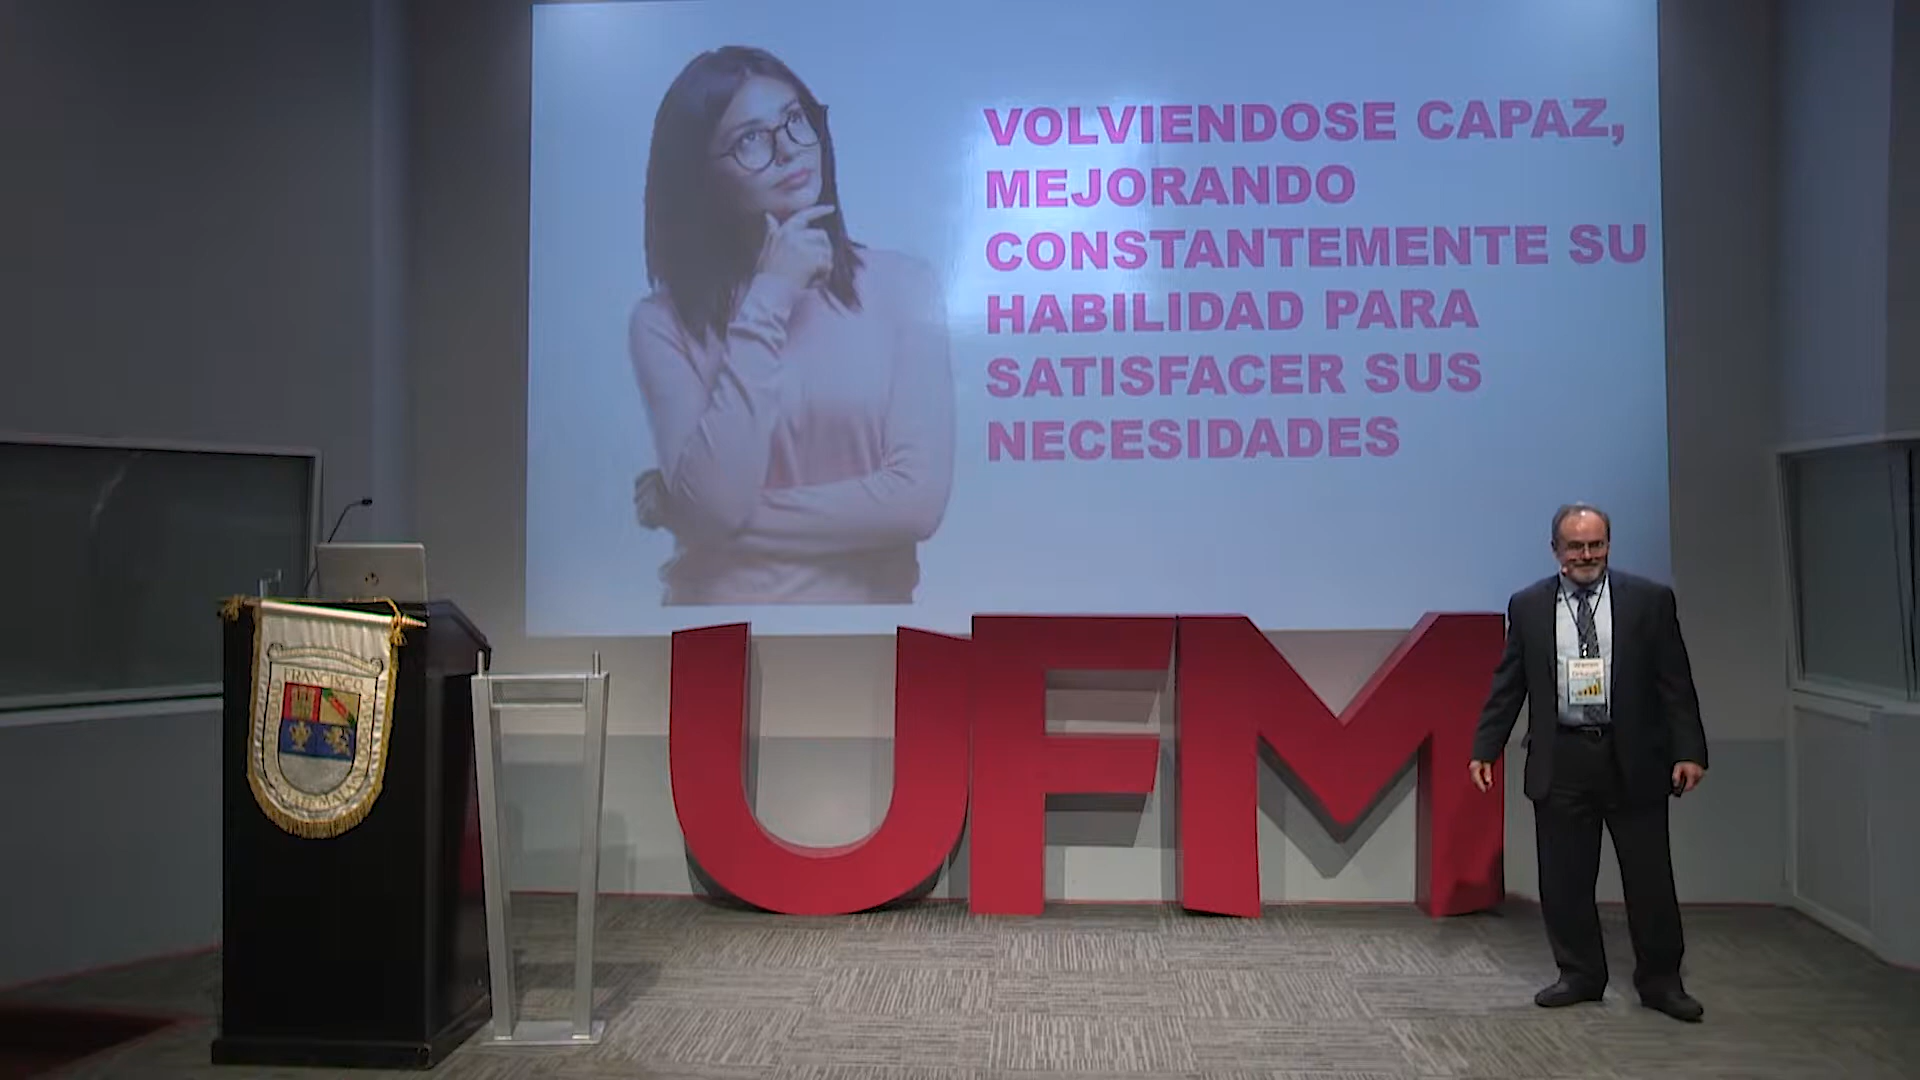 VOLVIENDOSE CAPAZ,
MEJORANDO
CONSTANTEMENTE SU
HABILIDAD PARA
SATISFACER SUS
NECESIDADES
UFM
FRANCISCO